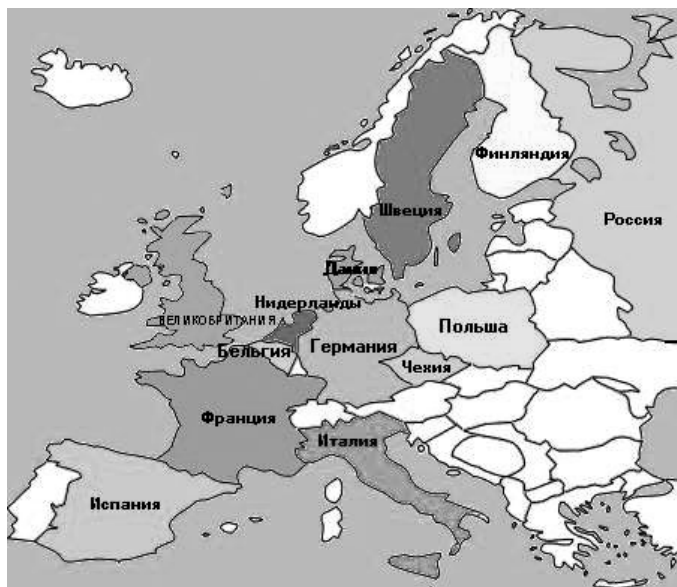 Финляндия
Швеция
Россия
Дания
Нидерланды
ВЕЛИКОБРИТАНИЯ
Польша
Бельгия
Германия
Чехия
Франция
Италия
Испания